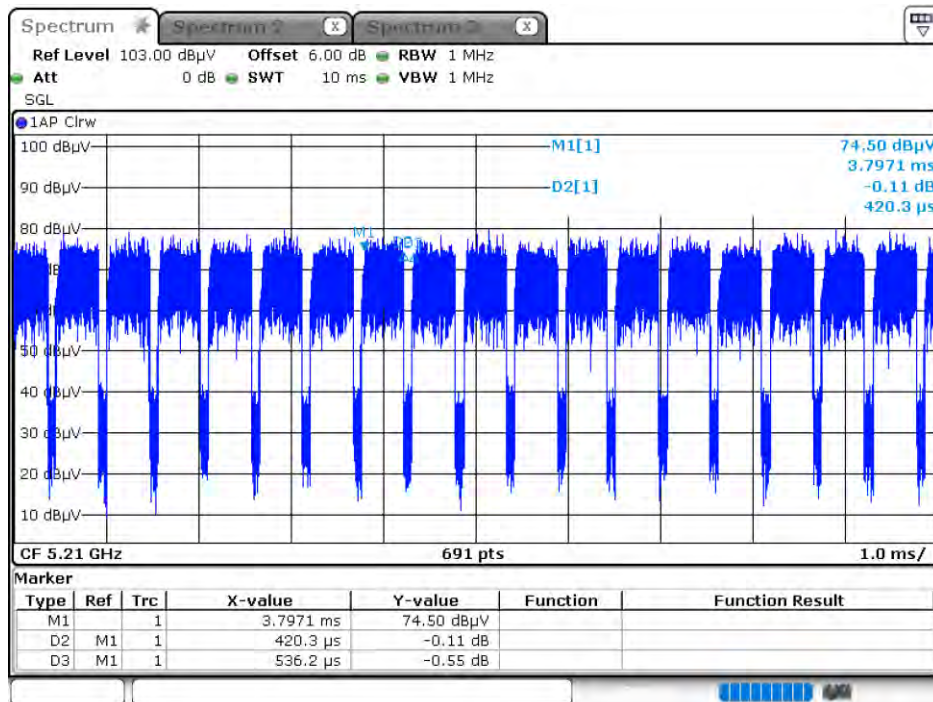 Spectrum Spectrum 2 X Spectrum 3 X
Ref Level 103.00 dBµV Offset 6.00 dB RBW 1 MHz
Att 0 dB SWT 10 ms VBW 1 MHz
SGL
1AP Clrw
100 dBµV M1[1] 74.50 dBµV
3.7971 ms
90 dBµV D2[1] -0.11 dB
420.3 µs
80 dBµV
M1
50 dBµV
40 dBµV
30 dBµV
20 dBµV
10 dBµV
CF 5.21 GHz 691 pts 1.0 ms/
Marker
Type Ref Trc X-value Y-value Function Function Result
M1 1 3.7971 ms 74.50 dBµV
D2 M1 1 420.3 µs -0.11 dB
D3 M1 1 536.2 µs -0.55 dB